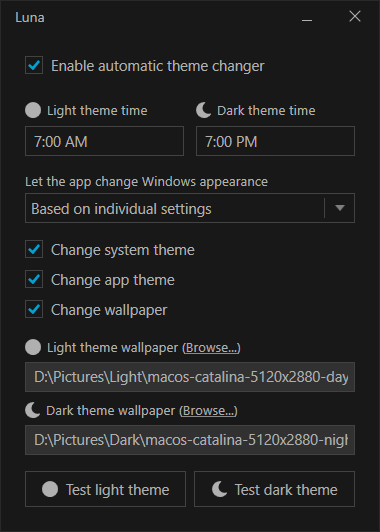 Luna
Enable automatic theme changer
Light theme time
Dark theme time
7:00 AM
7:00 PM
Let the app change Windows appearance
Based on individual settings
Change system theme
Change app theme
Change wallpaper
Light theme wallpaper (Browse...)
D:\Pictures\Light\macos-catalina-5120x2880-day
Dark theme wallpaper (Browse...)
D:\Pictures\Dark\macos-catalina-5120x2880-nigh
Test light theme
Test dark theme